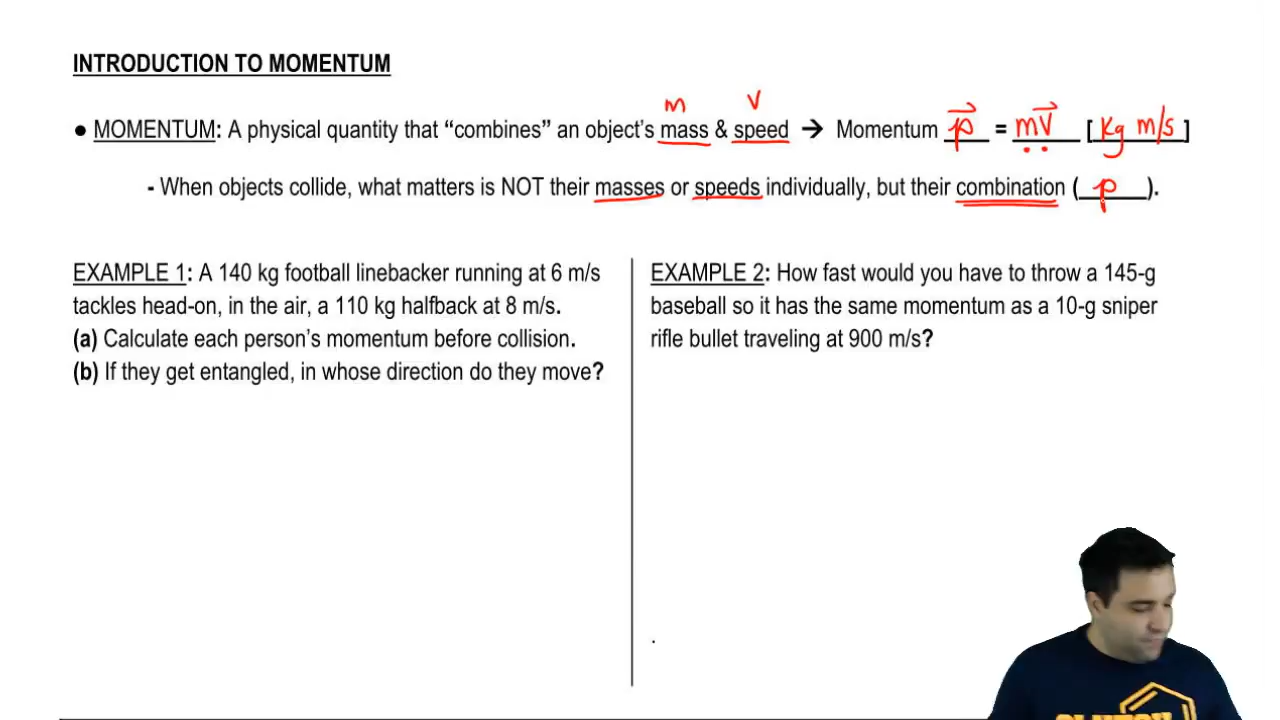 INTRODUCTION TO MOMENTUM
m v
● MOMENTUM: A physical quantity that “combines” an object’s mass & speed → Momentum p = mv [kg m/s]
- When objects collide, what matters is NOT their masses or speeds individually, but their combination (p).
EXAMPLE 1: A 140 kg football linebacker running at 6 m/s
tackles head-on, in the air, a 110 kg halfback at 8 m/s.
(a) Calculate each person’s momentum before collision.
(b) If they get entangled, in whose direction do they move?
EXAMPLE 2: How fast would you have to throw a 145-g
baseball so it has the same momentum as a 10-g sniper
rifle bullet traveling at 900 m/s?